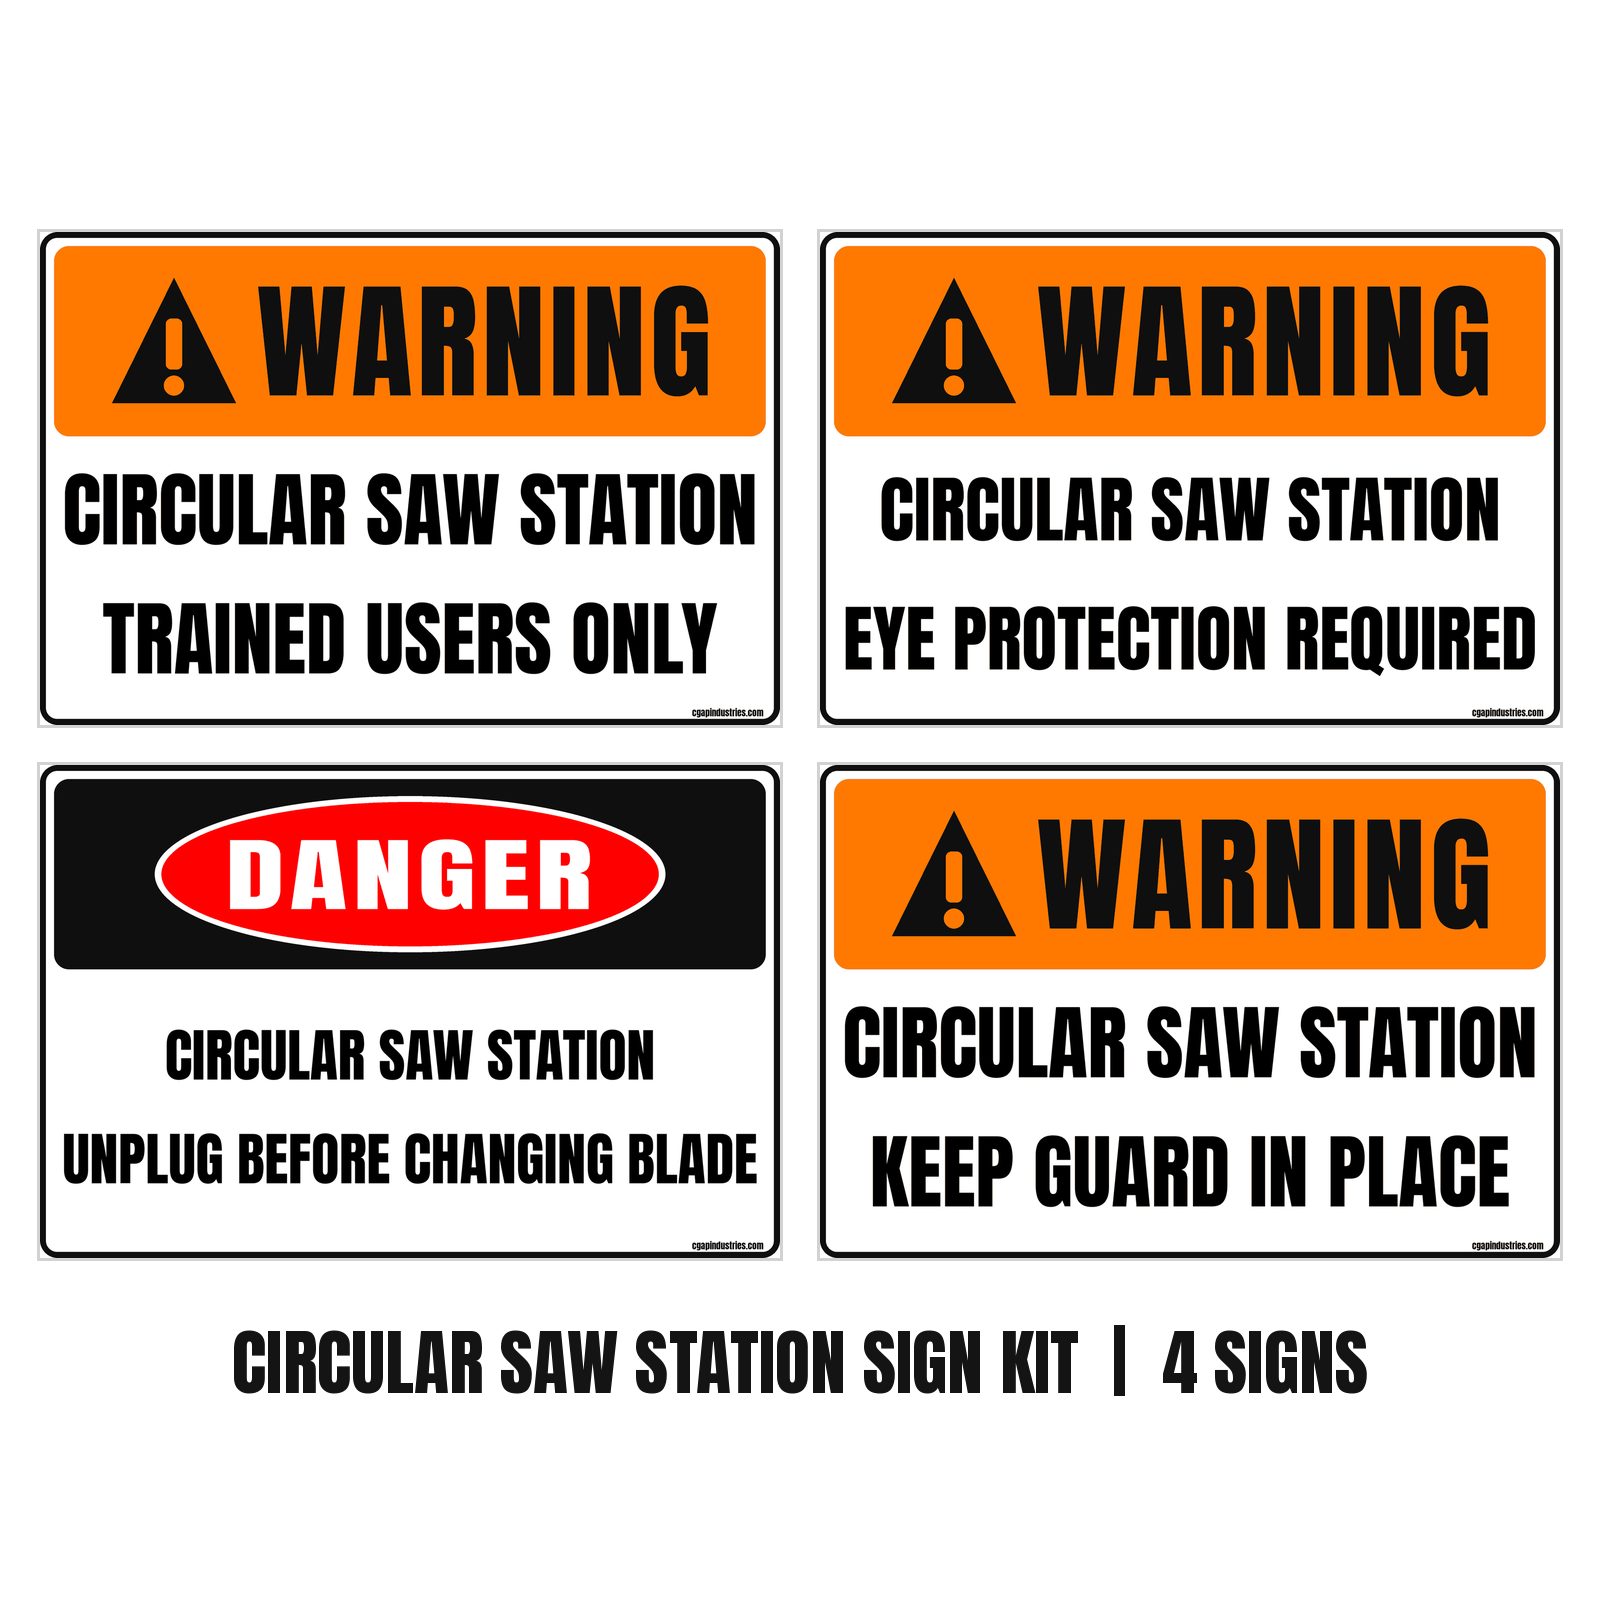 WARNING
CIRCULAR SAW STATION
TRAINED USERS ONLY
cgapindustries.com
WARNING
CIRCULAR SAW STATION
EYE PROTECTION REQUIRED
cgapindustries.com
DANGER
CIRCULAR SAW STATION
UNPLUG BEFORE CHANGING BLADE
cgapindustries.com
WARNING
CIRCULAR SAW STATION
KEEP GUARD IN PLACE
cgapindustries.com
CIRCULAR SAW STATION SIGN KIT | 4 SIGNS